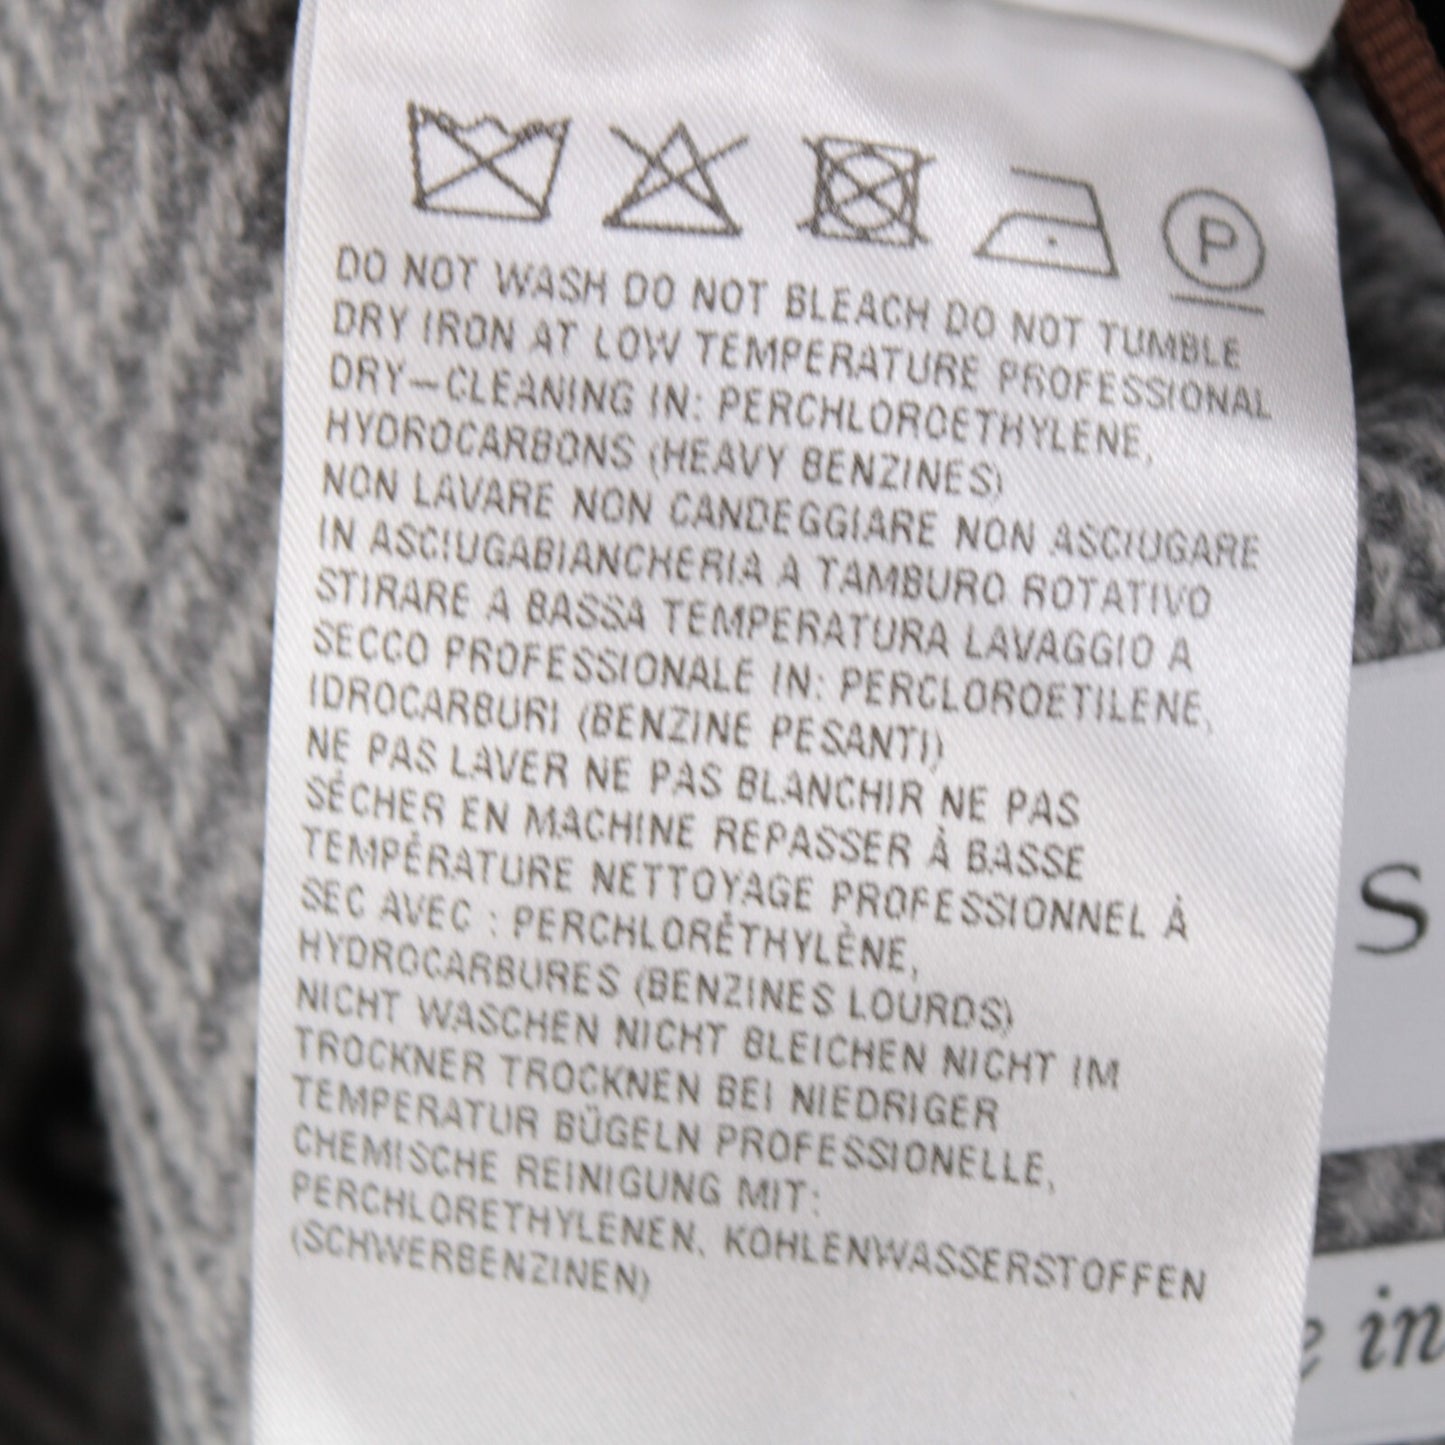 P
DO NOT WASH DO NOT BLEACH DO NOT TUMBLE
DRY IRON AT LOW TEMPERATURE PROFESSIONAL
DRY-CLEANING IN: PERCHLOROETHYLENE,
HYDROCARBONS (HEAVY BENZINES)
NON LAVARE NON CANDEGGIARE NON ASCIUGARE
IN ASCIUGABIANCHERIA A TAMBURO ROTATIVO
STIRARE A BASSA TEMPERATURA LAVAGGIO A
SECCO PROFESSIONALE IN: PERCLOROETILENE,
IDROCARBURI (BENZINE PESANTI)
NE PAS LAVER NE PAS BLANCHIR NE PAS
SÉCHER EN MACHINE REPASSER À BASSE
TEMPÉRATURE NETTOYAGE PROFESSIONNEL À
SEC AVEC : PERCHLORÉTHYLÈNE,
HYDROCARBURES (BENZINES LOURDS)
NICHT WASCHEN NICHT BLEICHEN NICHT IM
TROCKNER TROCKNEN BEI NIEDRIGER
TEMPERATUR BÜGELN PROFESSIONELLE,
CHEMISCHE REINIGUNG MIT:
PERCHLORETHYLENEN, KOHLENWASSERSTOFFEN
(SCHWERBENZINEN)
S
e in